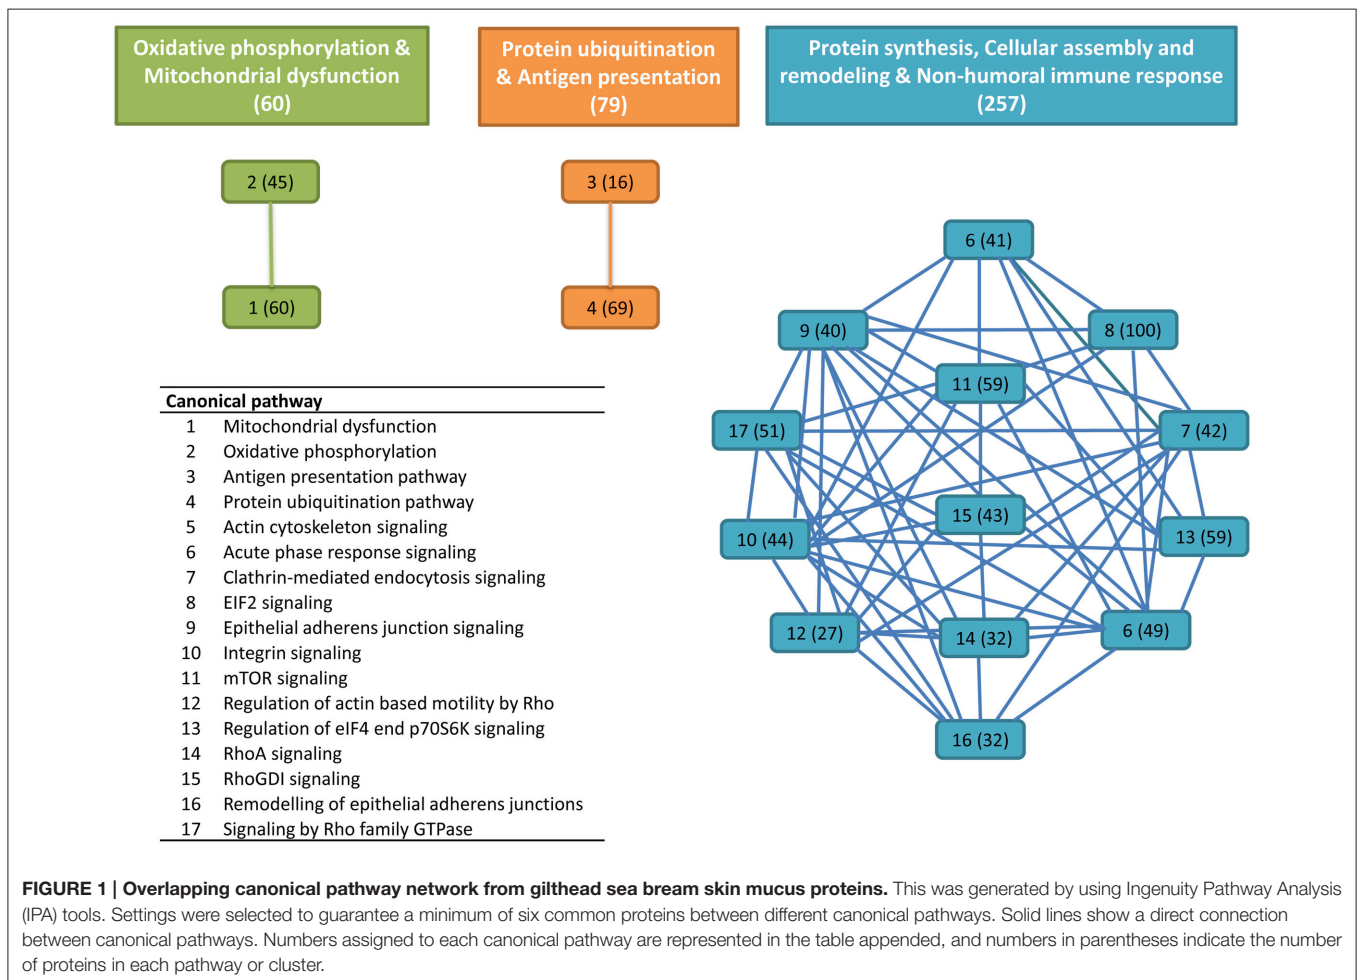 Oxidative phosphorylation &
Mitochondrial dysfunction
(60)
Protein ubiquitination
& Antigen presentation
(79)
Protein synthesis, Cellular assembly and
remodeling & Non-humoral immune response
(257)
2 (45)
1 (60)
3 (16)
4 (69)
6 (41)
9 (40)
8 (100)
11 (59)
17 (51)
7 (42)
15 (43)
10 (44)
13 (59)
12 (27)
14 (32)
6 (49)
16 (32)
Canonical pathway
1 Mitochondrial dysfunction
2 Oxidative phosphorylation
3 Antigen presentation pathway
4 Protein ubiquitination pathway
5 Actin cytoskeleton signaling
6 Acute phase response signaling
7 Clathrin-mediated endocytosis signaling
8 EIF2 signaling
9 Epithelial adherens junction signaling
10 Integrin signaling
11 mTOR signaling
12 Regulation of actin based motility by Rho
13 Regulation of eIF4 end p70S6K signaling
14 RhoA signaling
15 RhoGDI signaling
16 Remodelling of epithelial adherens junctions
17 Signaling by Rho family GTPase
FIGURE 1 | Overlapping canonical pathway network from gilthead sea bream skin mucus proteins. This was generated by using Ingenuity Pathway Analysis
(IPA) tools. Settings were selected to guarantee a minimum of six common proteins between different canonical pathways. Solid lines show a direct connection
between canonical pathways. Numbers assigned to each canonical pathway are represented in the table appended, and numbers in parentheses indicate the number
of proteins in each pathway or cluster.